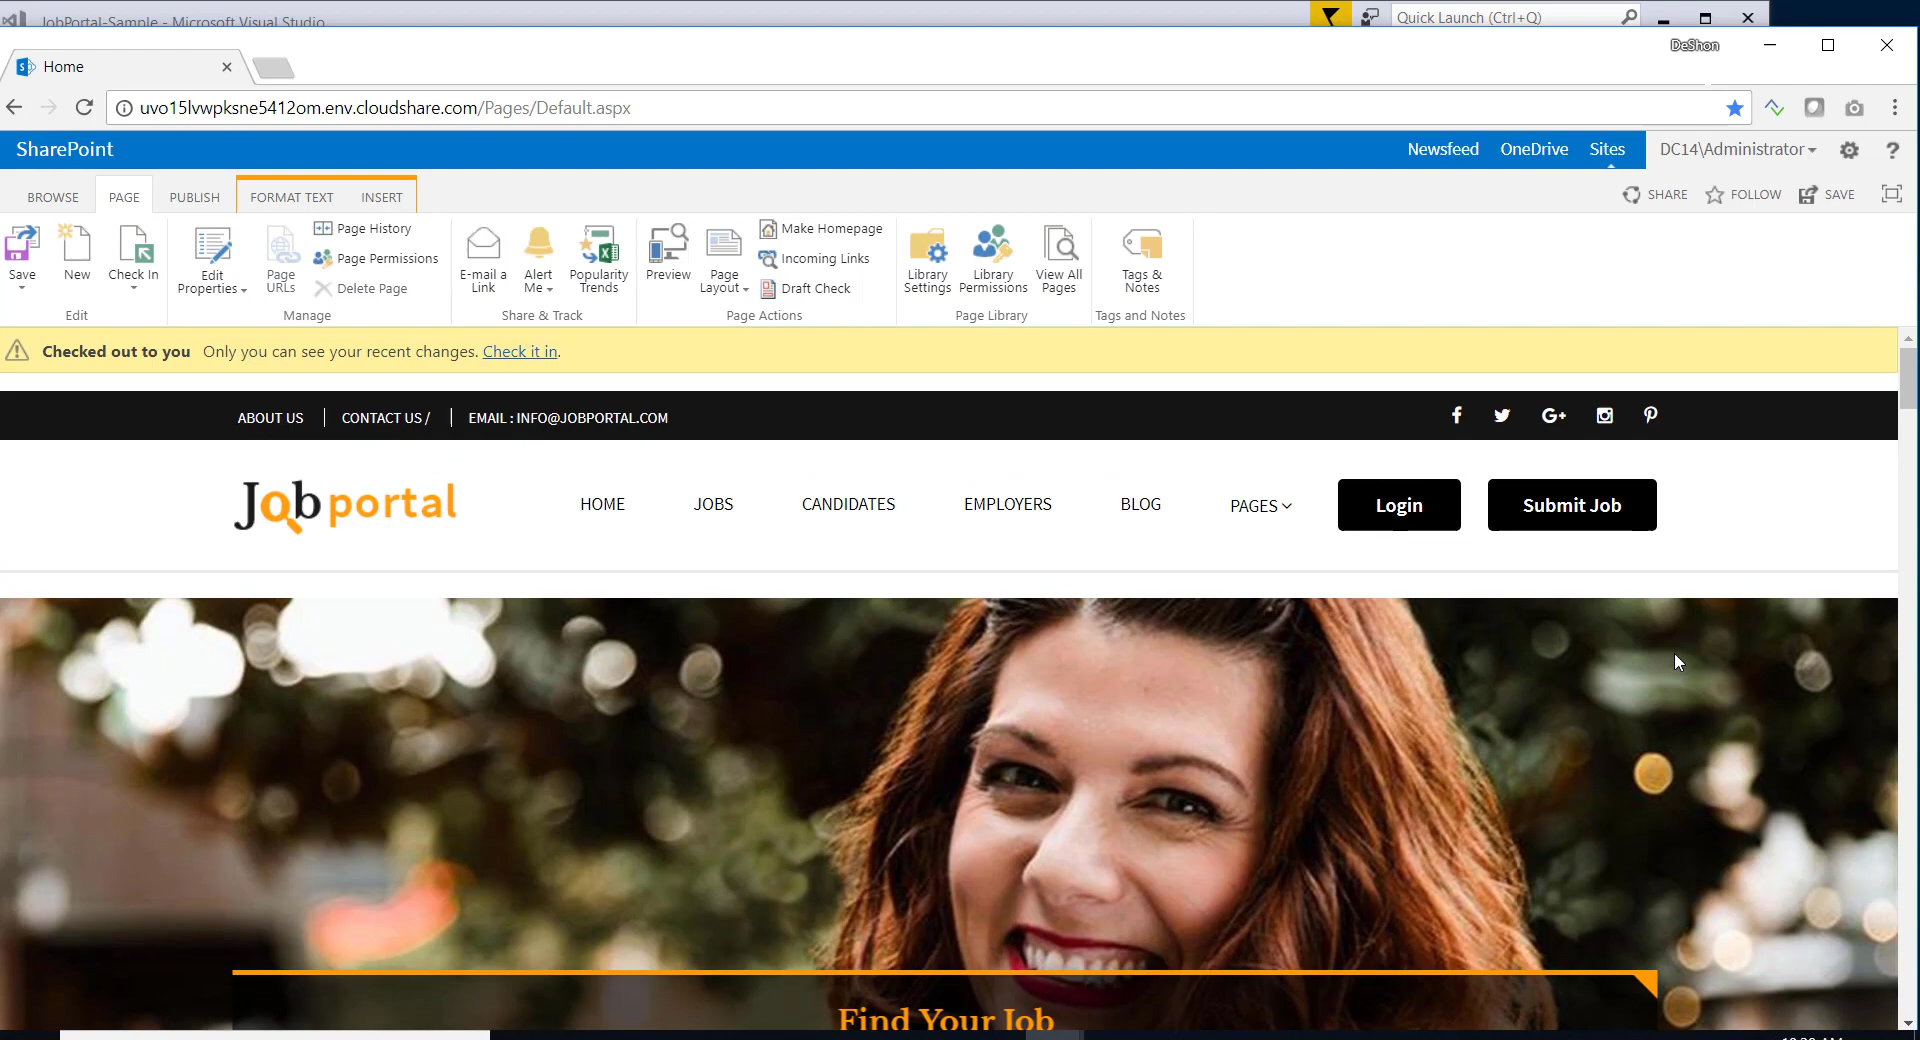 JobPortal-Sample - Microsoft Visual Studio
Quick Launch (Ctrl+Q)
DeShon
Home
uvo15lvwpksne5412om.env.cloudshare.com/Pages/Default.aspx
SharePoint
Newsfeed OneDrive Sites DC14\Administrator ?
BROWSE PAGE PUBLISH FORMAT TEXT INSERT
SHARE FOLLOW SAVE
Save
New
Check In
Edit
Edit Properties
Page URLs
Page History
Page Permissions
Delete Page
Manage
E-mail a Link
Alert Me
Popularity Trends
Share & Track
Preview
Page Layout
Make Homepage
Incoming Links
Draft Check
Page Actions
Library Settings
Library Permissions
View All Pages
Page Library
Tags & Notes
Tags and Notes
Checked out to you Only you can see your recent changes. Check it in.
ABOUT US | CONTACT US / | EMAIL : INFO@JOBPORTAL.COM
Job portal
HOME JOBS CANDIDATES EMPLOYERS BLOG PAGES Login Submit Job
Find Your Job